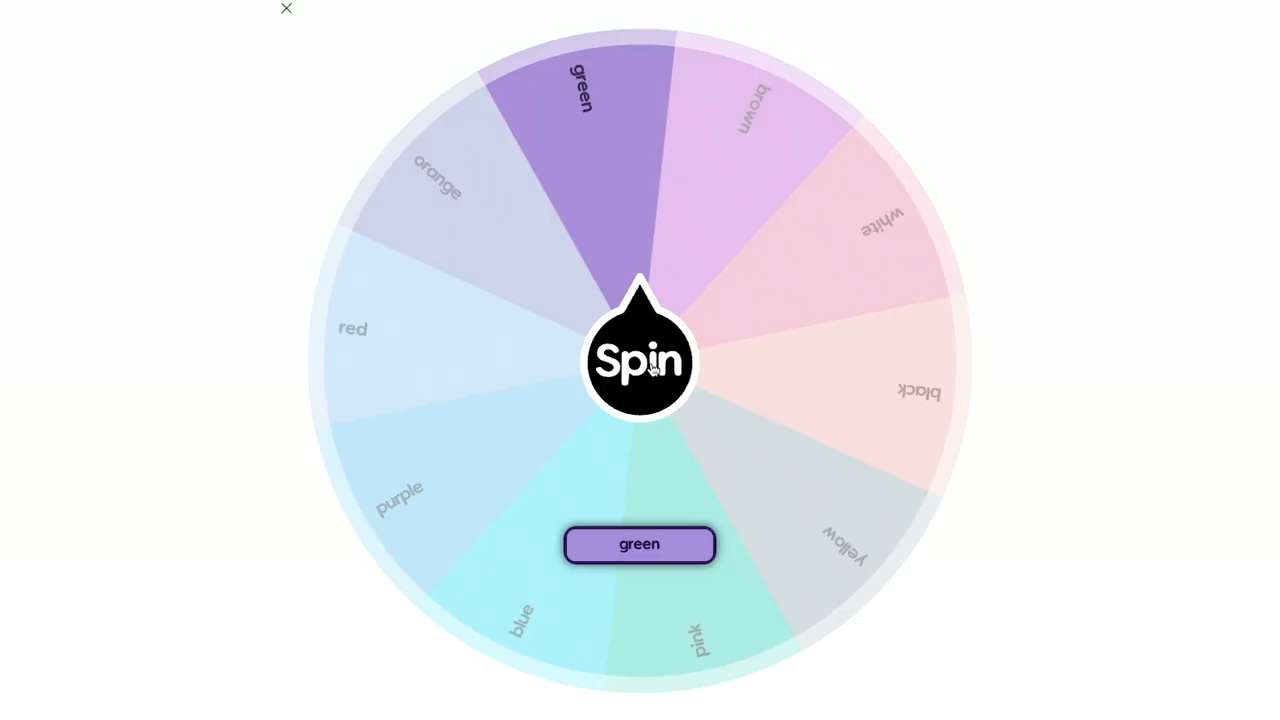 green
brown
orange
white
red
Spin
black
purple
yellow
green
blue
pink